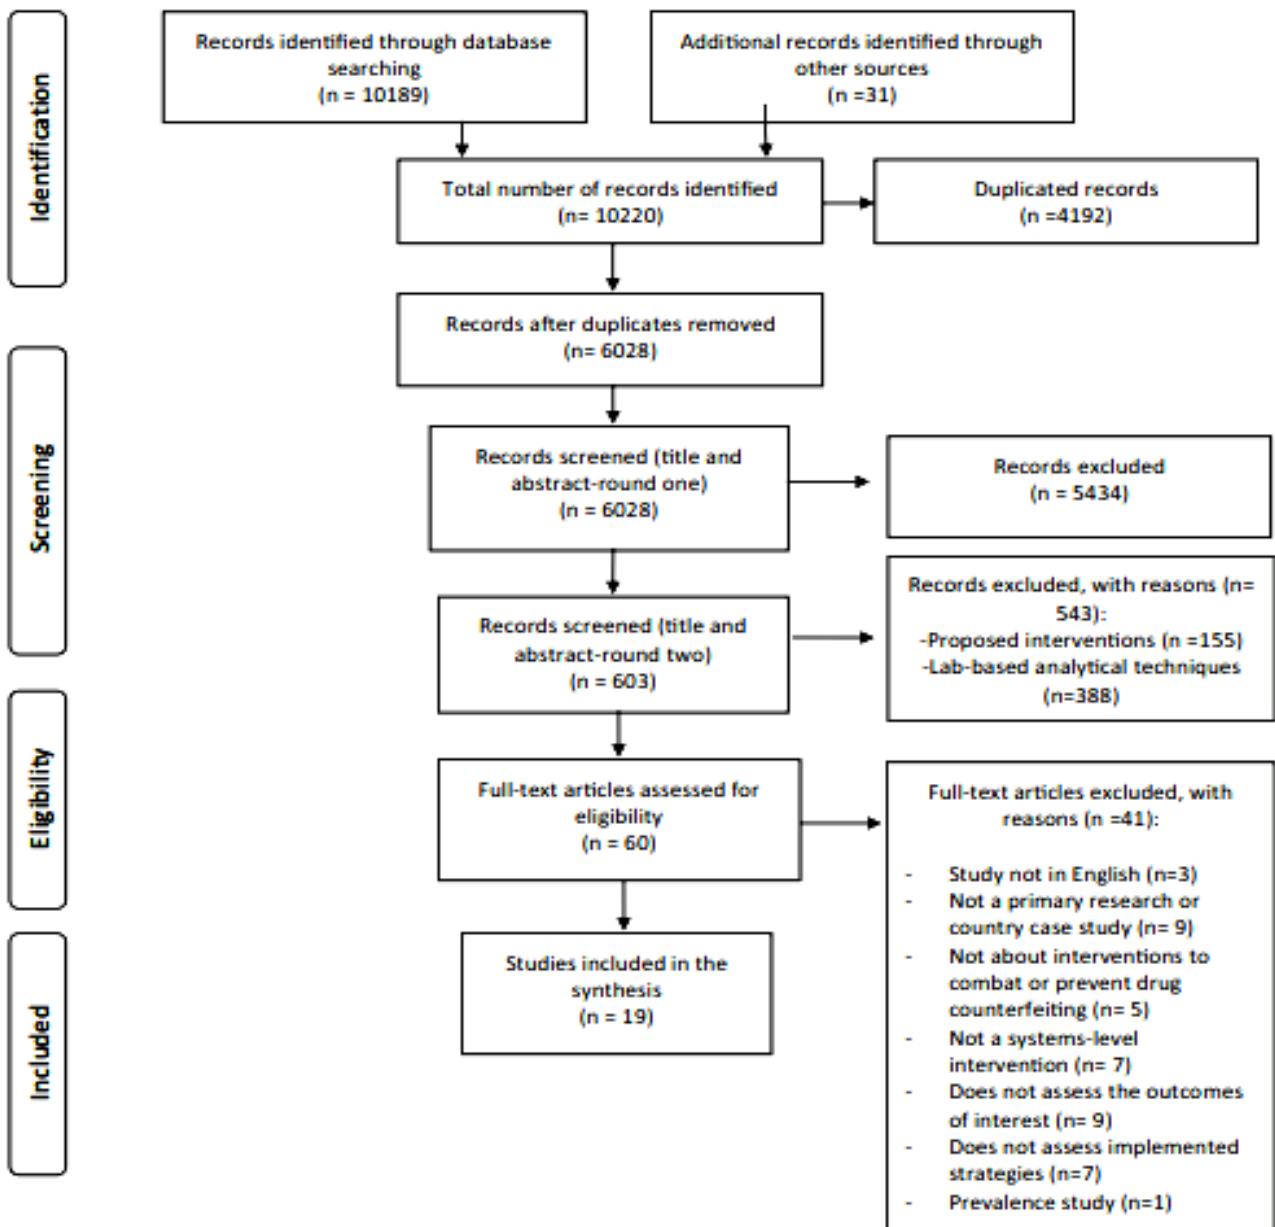 Identification
Records identified through database
searching
(n = 10189)
Additional records identified through
other sources
(n =31)
Total number of records identified
(n= 10220)
Duplicated records
(n =4192)
Records after duplicates removed
(n= 6028)
Screening
Records screened (title and
abstract-round one)
(n = 6028)
Records excluded
(n = 5434)
Records screened (title and
abstract-round two)
(n = 603)
Records excluded, with reasons (n=
543):
-Proposed interventions (n =155)
-Lab-based analytical techniques
(n=388)
Eligibility
Full-text articles assessed for
eligibility
(n = 60)
Full-text articles excluded, with
reasons (n =41):
- Study not in English (n=3)
- Not a primary research or
country case study (n= 9)
- Not about interventions to
combat or prevent drug
counterfeiting (n= 5)
- Not a systems-level
intervention (n= 7)
- Does not assess the outcomes
of interest (n= 9)
- Does not assess implemented
strategies (n=7)
- Prevalence study (n=1)
Included
Studies included in the
synthesis
(n = 19)